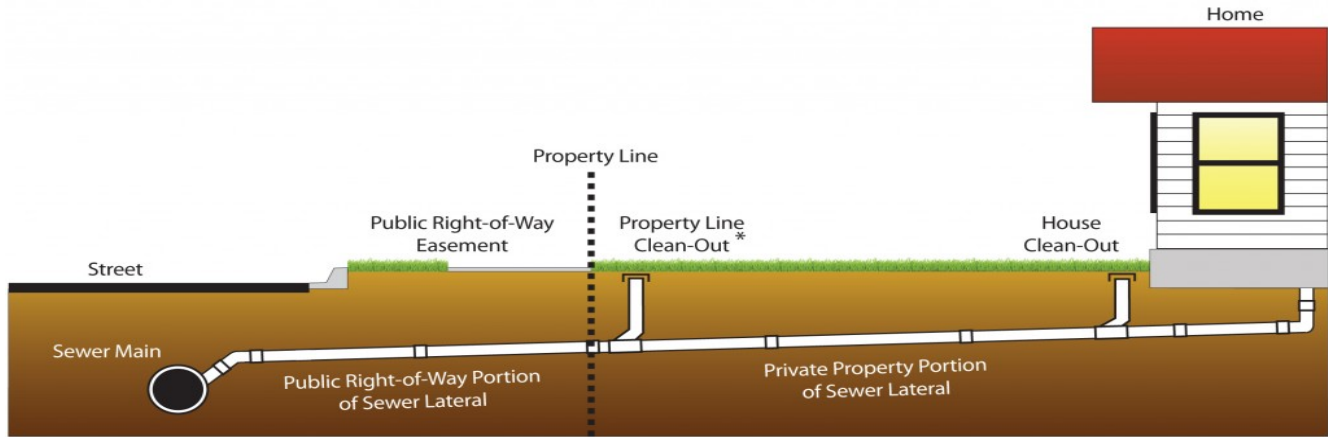 Home
Property Line
Public Right-of-Way
Easement
Property Line
Clean-Out *
House
Clean-Out
Street
Sewer Main
Public Right-of-Way Portion
of Sewer Lateral
Private Property Portion
of Sewer Lateral